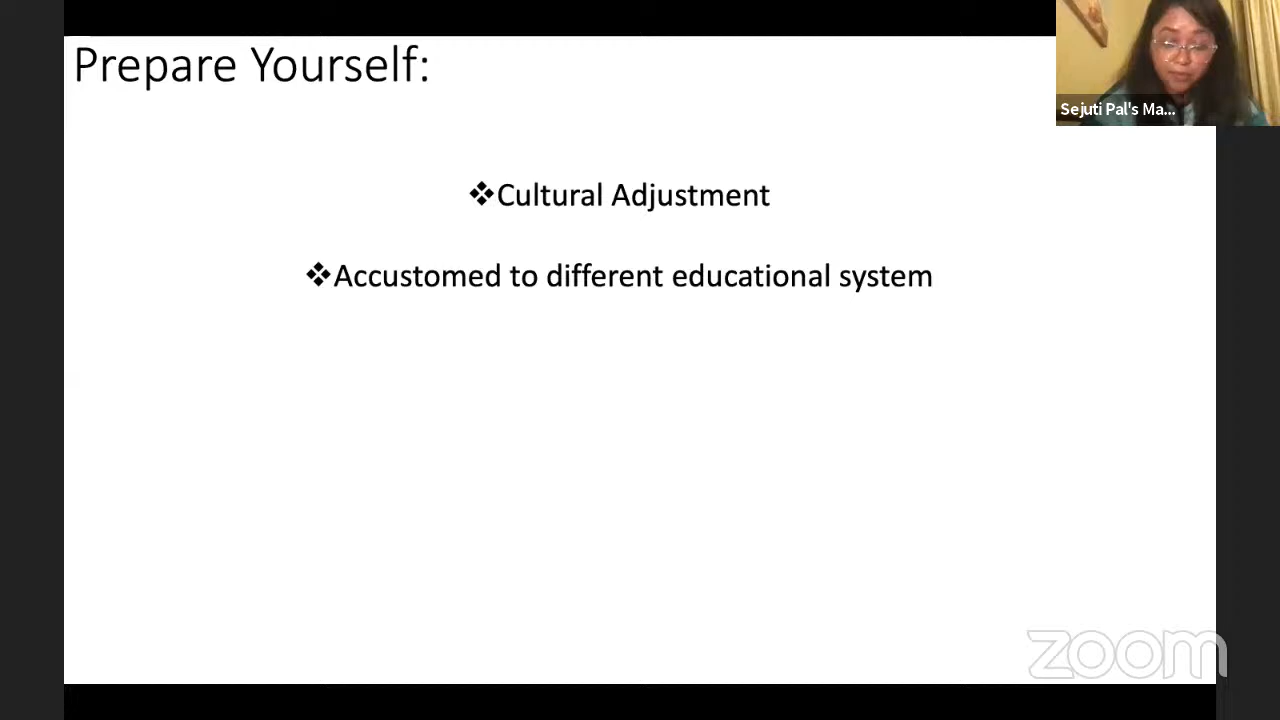 Prepare Yourself:
Sejuti Pal's Ma...
❖Cultural Adjustment
❖Accustomed to different educational system
zoom